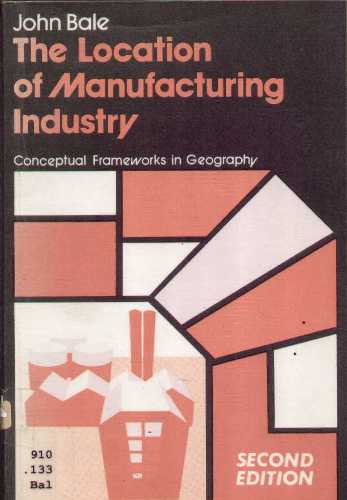 John Bale
The Location
of Manufacturing
Industry
Conceptual Frameworks in Geography
910
.133
Bal
SECOND
EDITION